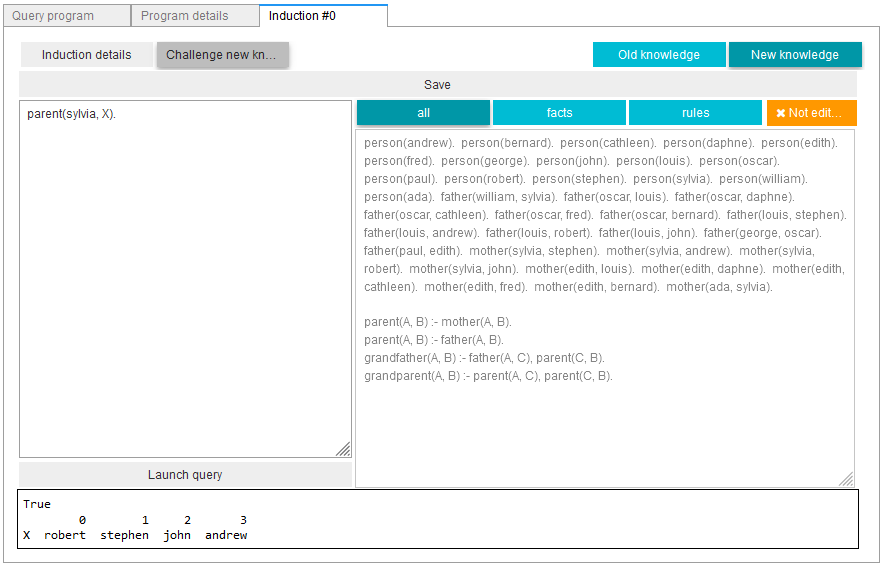 Query program
Program details
Induction #0
Induction details
Challenge new kn...
Old knowledge
New knowledge
Save
parent(sylvia, X).
all
facts
rules
✖ Not edit...
person(andrew).  person(bernard).  person(cathleen).  person(daphne).  person(edith).
person(fred).  person(george).  person(john).  person(louis).  person(oscar).
person(paul).  person(robert).  person(stephen).  person(sylvia).  person(william).
person(ada).  father(william, sylvia).  father(oscar, louis).  father(oscar, daphne).
father(oscar, cathleen).  father(oscar, fred).  father(oscar, bernard).  father(louis, stephen).
father(louis, andrew).  father(louis, robert).  father(louis, john).  father(george, oscar).
father(paul, edith).  mother(sylvia, stephen).  mother(sylvia, andrew).  mother(sylvia,
robert).  mother(sylvia, john).  mother(edith, louis).  mother(edith, daphne).  mother(edith,
cathleen).  mother(edith, fred).  mother(edith, bernard).  mother(ada, sylvia).
parent(A, B) :- mother(A, B).
parent(A, B) :- father(A, B).
grandfather(A, B) :- father(A, C), parent(C, B).
grandparent(A, B) :- parent(A, C), parent(C, B).
Launch query
True
0 1 2 3
X robert stephen john andrew